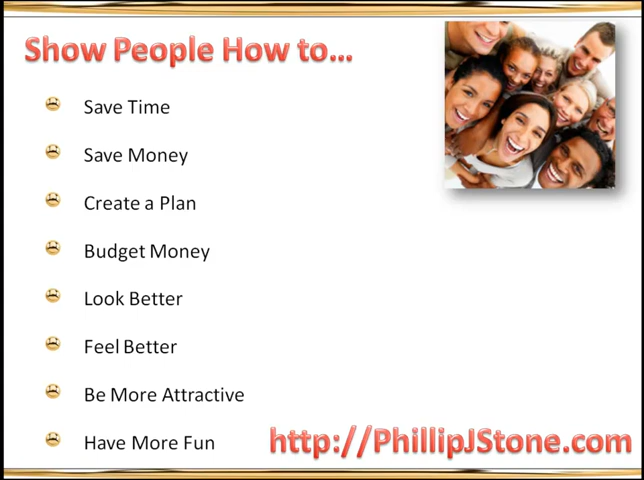 Show People How to...
Save Time
Save Money
Create a Plan
Budget Money
Look Better
Feel Better
Be More Attractive
Have More Fun
http://PhillipJStone.com